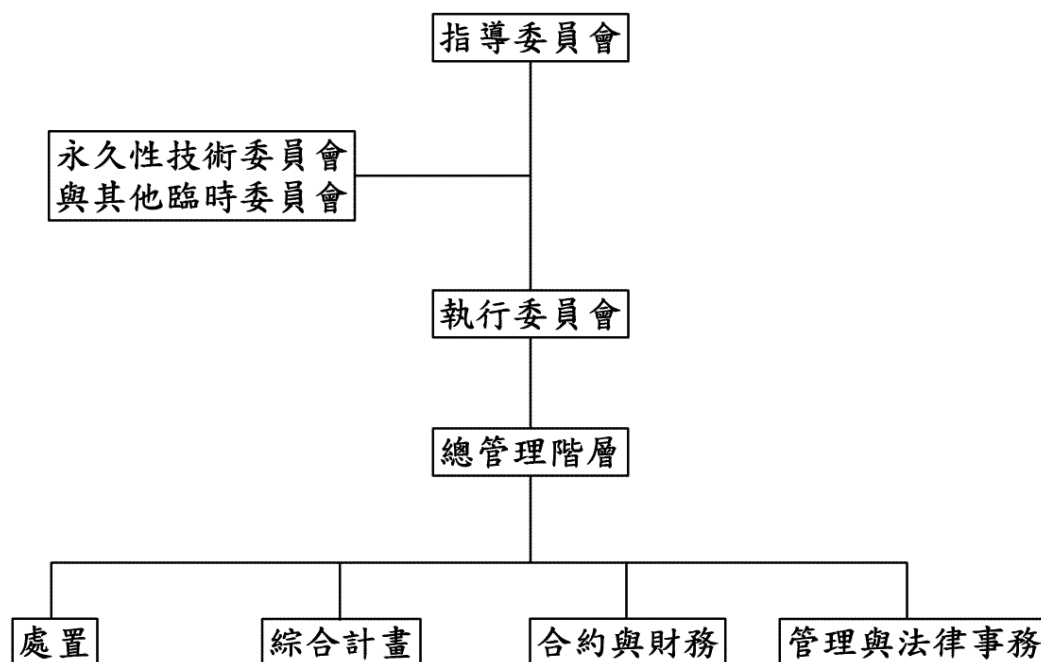 指導委員會
永久性技術委員會
與其他臨時委員會
執行委員會
總管理階層
處置
綜合計畫
合約與財務
管理與法律事務